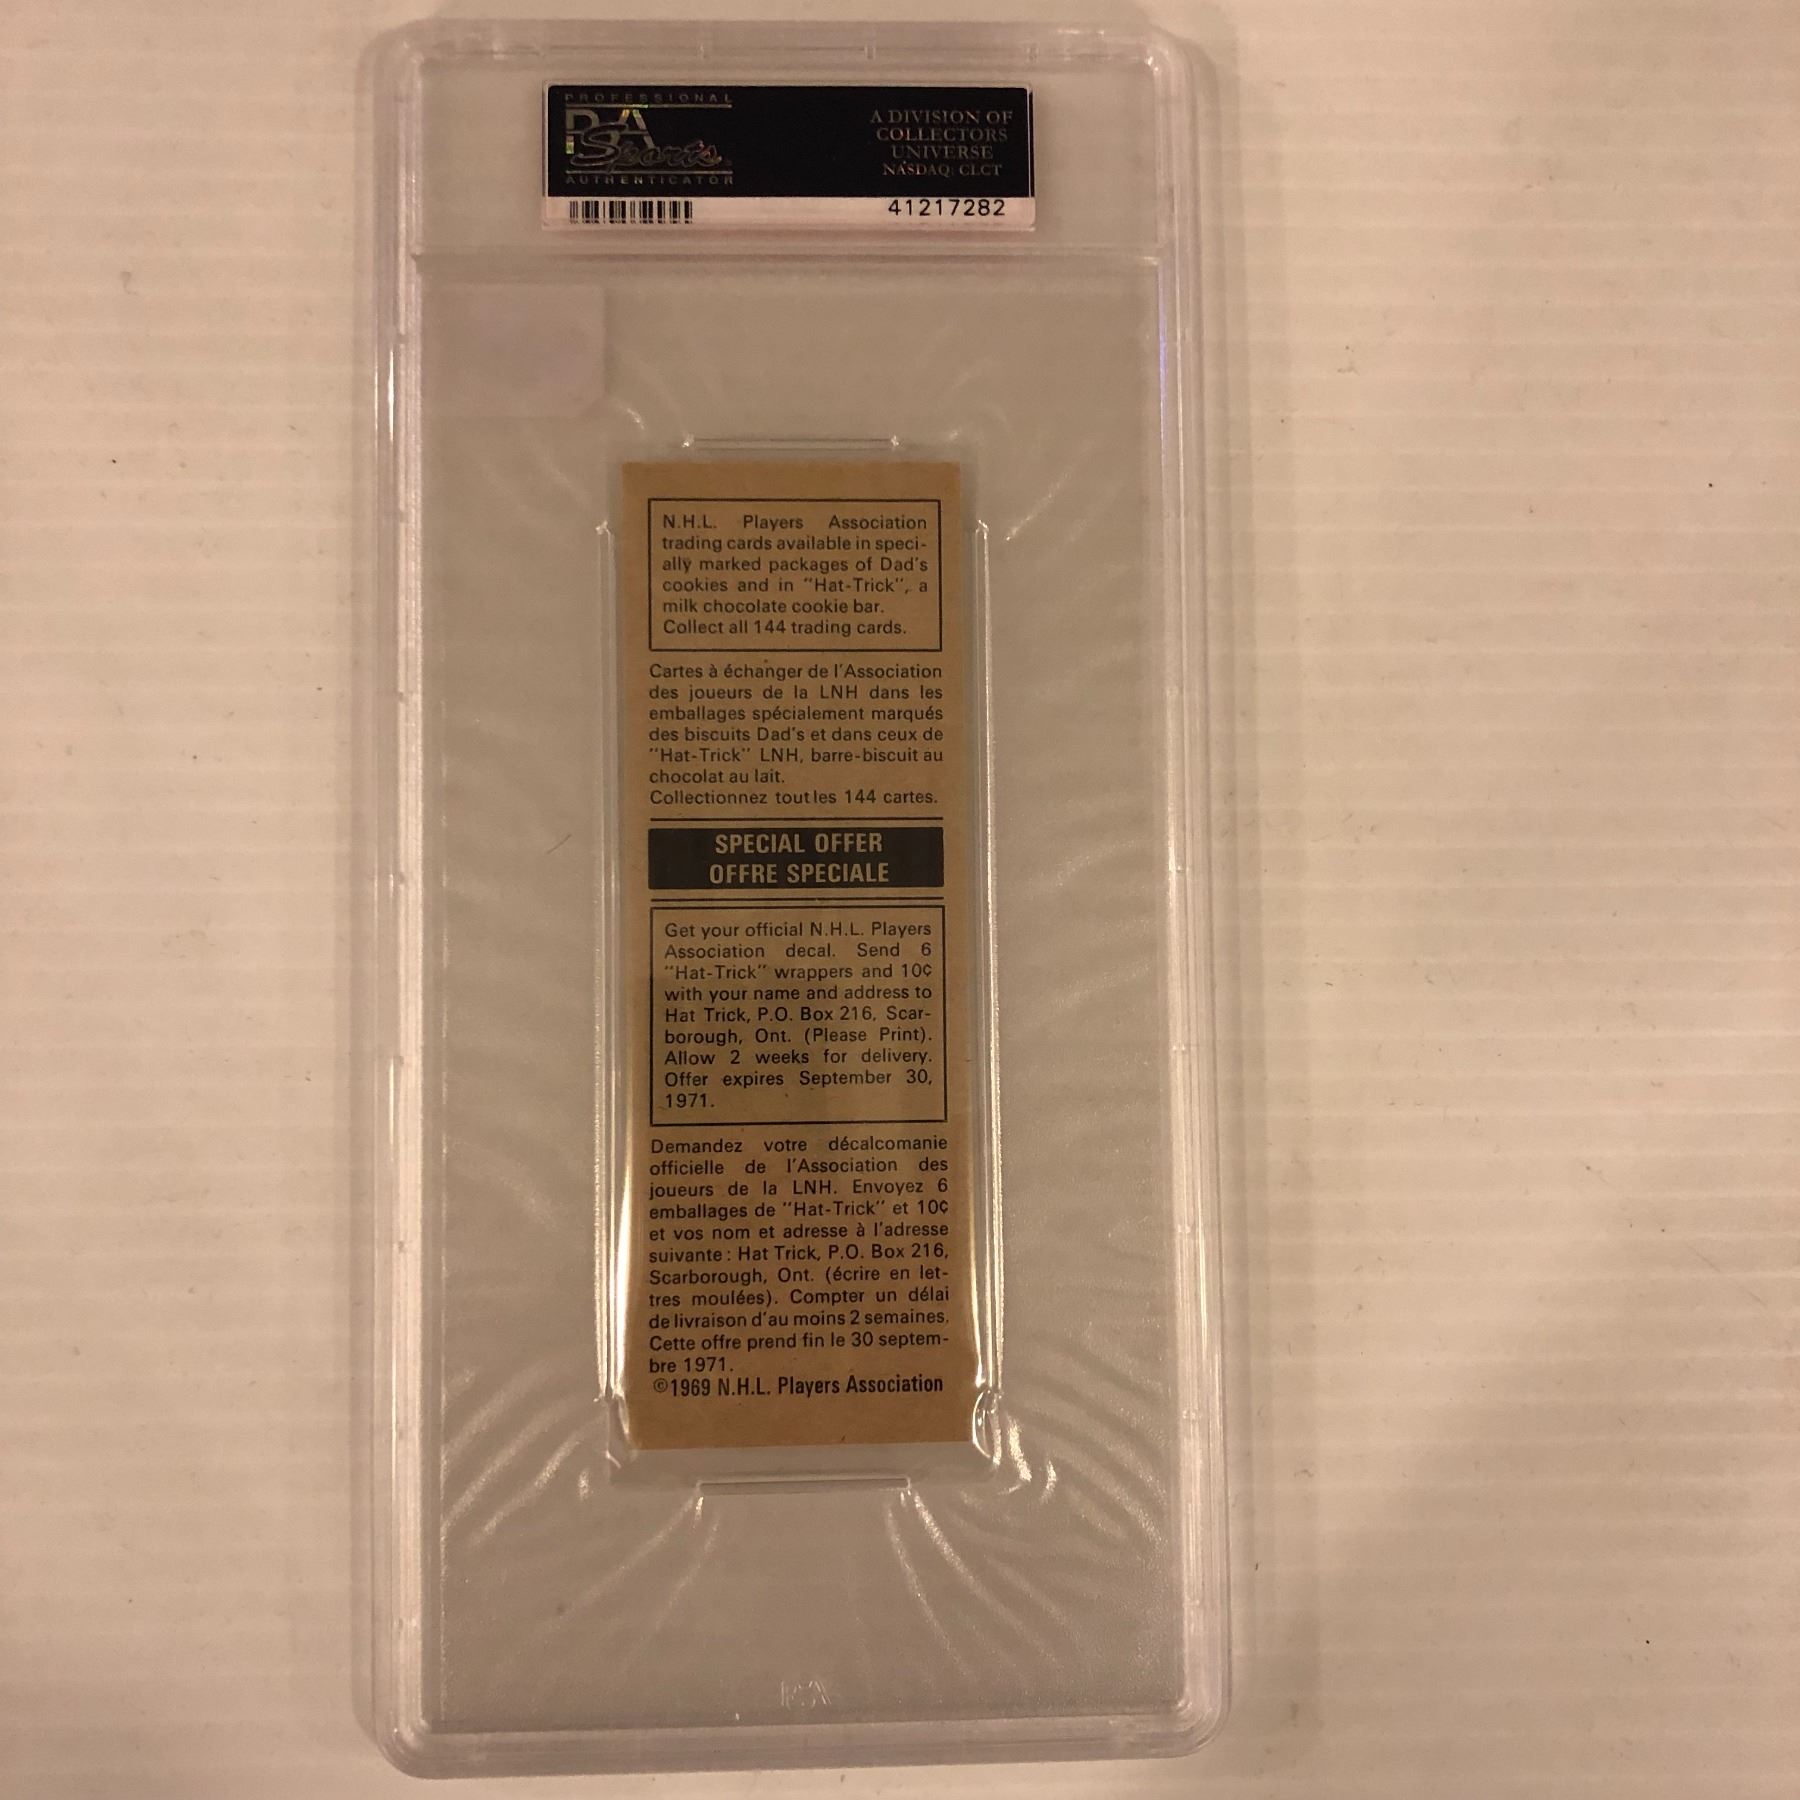 PROFESSIONAL
PSA
Sports
AUTHENTICATOR
A DIVISION OF
COLLECTORS
UNIVERSE
NASDAQ: CLCT
41217282
N.H.L. Players Association
trading cards available in speci-
ally marked packages of Dad's
cookies and in "Hat-Trick", a
milk chocolate cookie bar.
Collect all 144 trading cards.
Cartes à échanger de l'Association
des joueurs de la LNH dans les
emballages spécialement marqués
des biscuits Dad's et dans ceux de
"Hat-Trick" LNH, barre-biscuit au
chocolat au lait.
Collectionnez tout les 144 cartes.
SPECIAL OFFER
OFFRE SPECIALE
Get your official N.H.L. Players
Association decal. Send 6
"Hat-Trick" wrappers and 10¢
with your name and address to
Hat Trick, P.O. Box 216, Scar-
borough, Ont. (Please Print).
Allow 2 weeks for delivery.
Offer expires September 30,
1971.
Demandez votre décalcomanie
officielle de l'Association des
joueurs de la LNH. Envoyez 6
emballages de "Hat-Trick" et 10¢
et vos nom et adresse à l'adresse
suivante : Hat Trick, P.O. Box 216,
Scarborough, Ont. (écrire en let-
tres moulées). Compter un délai
de livraison d'au moins 2 semaines.
Cette offre prend fin le 30 septem-
bre 1971.
©1969 N.H.L. Players Association
PSA